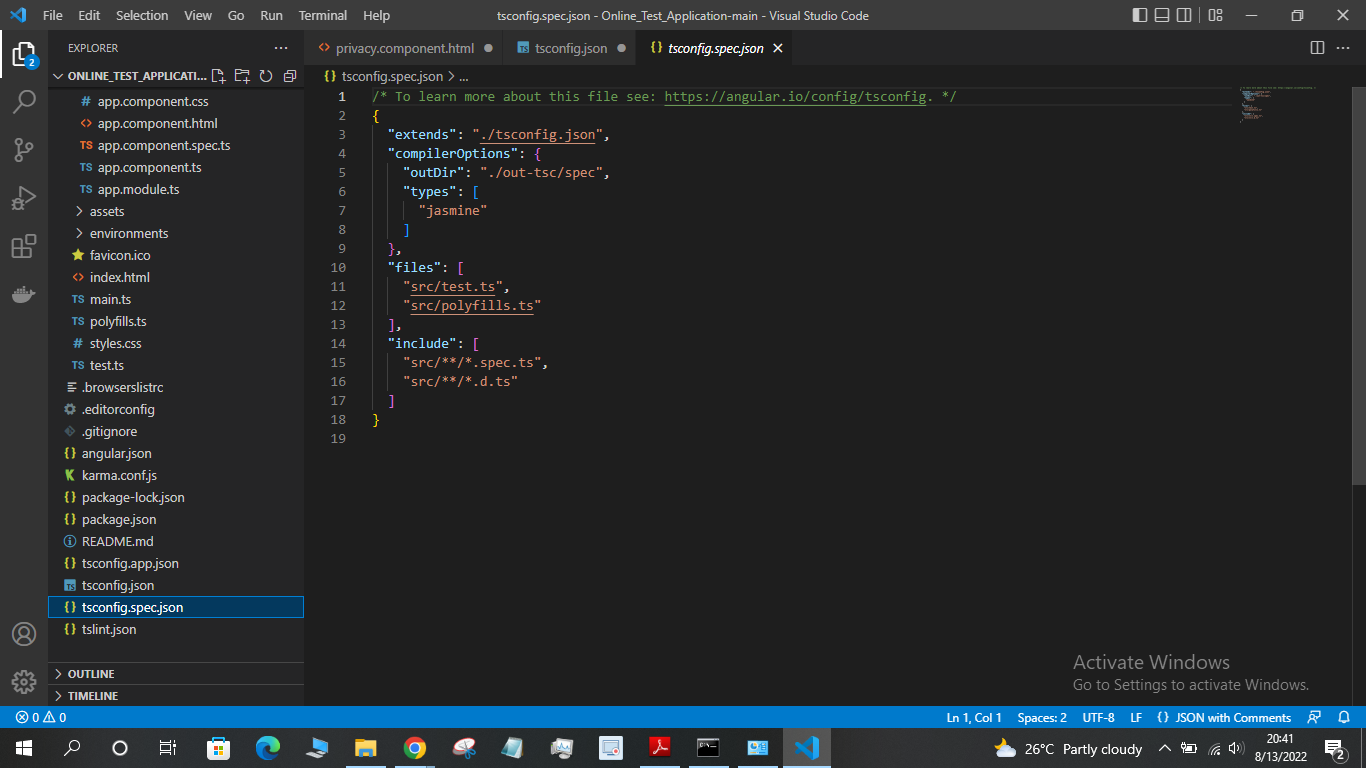 File Edit Selection View Go Run Terminal Help
tsconfig.spec.json - Online_Test_Application-main - Visual Studio Code
2
EXPLORER
ONLINE_TEST_APPLICATI...
app.component.css
app.component.html
TS app.component.spec.ts
TS app.component.ts
TS app.module.ts
assets
environments
favicon.ico
index.html
TS main.ts
TS polyfills.ts
# styles.css
TS test.ts
.browserslistrc
.editorconfig
.gitignore
{} angular.json
karma.conf.js
{} package-lock.json
{} package.json
README.md
{} tsconfig.app.json
TS tsconfig.json
{} tsconfig.spec.json
{} tslint.json
OUTLINE
TIMELINE
privacy.component.html
TS tsconfig.json
{} tsconfig.spec.json
{} tsconfig.spec.json > ...
1 /* To learn more about this file see: https://angular.io/config/tsconfig. */
2 {
3 "extends": "./tsconfig.json",
4 "compilerOptions": {
5 "outDir": "./out-tsc/spec",
6 "types": [
7 "jasmine"
8 ]
9 },
10 "files": [
11 "src/test.ts",
12 "src/polyfills.ts"
13 ],
14 "include": [
15 "src/**/*.spec.ts",
16 "src/**/*.d.ts"
17 ]
18 }
19
Activate Windows
Go to Settings to activate Windows.
0 0
Ln 1, Col 1 Spaces: 2 UTF-8 LF {} JSON with Comments
26°C Partly cloudy
20:41
8/13/2022
2